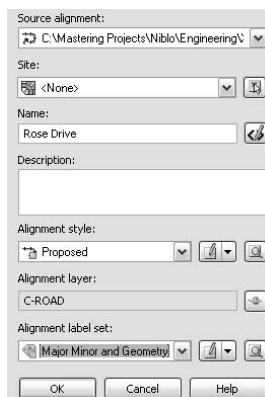 Source alignment:
C:\Mastering Projects\Niblo\Engineering\
Site:
<None>
Name:
Rose Drive
Description:
Alignment style:
Proposed
Alignment layer:
C-ROAD
Alignment label set:
Major Minor and Geometry
OK Cancel Help